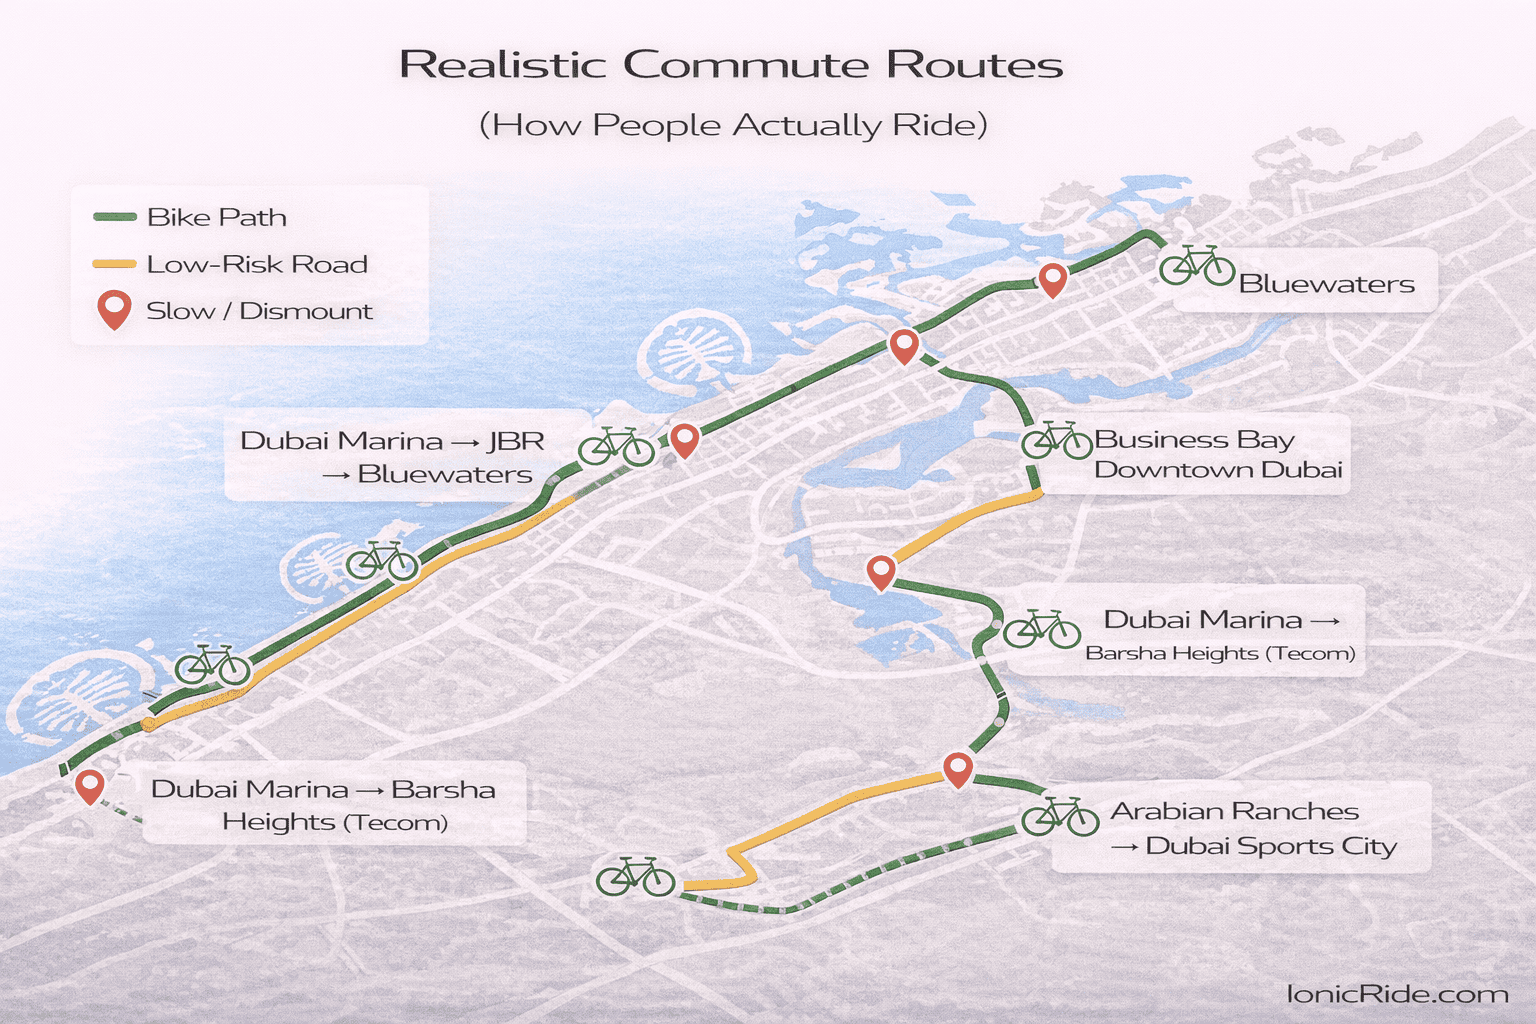 Realistic Commute Routes
(How People Actually Ride)
Bike Path
Low-Risk Road
Slow / Dismount
Bluewaters
Dubai Marina → JBR
→ Bluewaters
Business Bay
Downtown Dubai
Dubai Marina →
Barsha Heights (Tecom)
Dubai Marina → Barsha
Heights (Tecom)
Arabian Ranches
→ Dubai Sports City
IonicRide.com